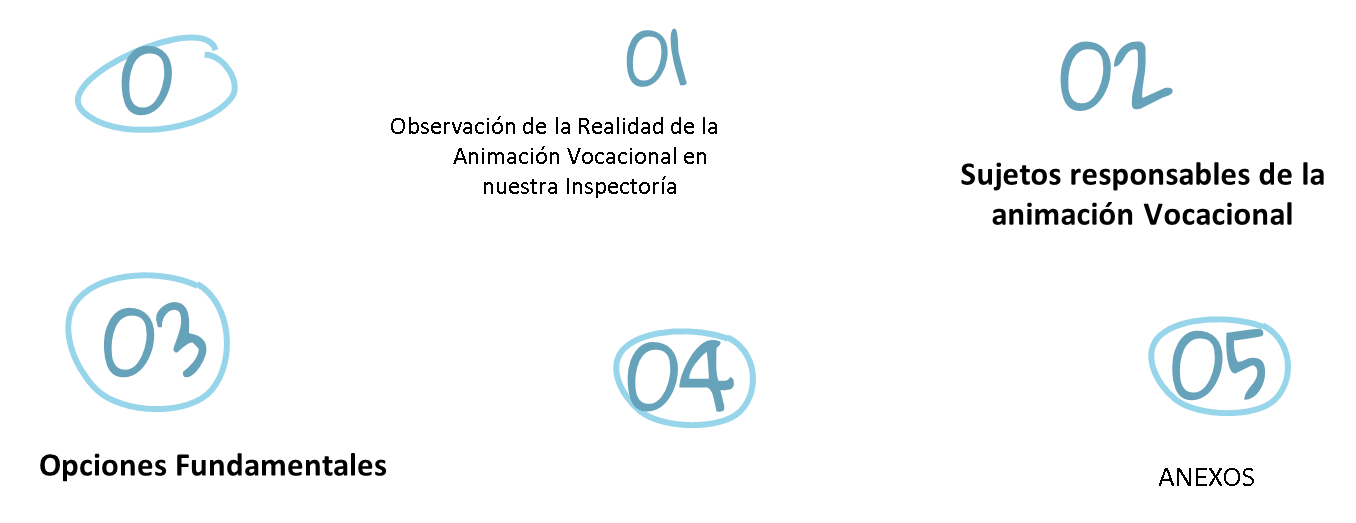 0
01
Observación de la Realidad de la
Animación Vocacional en
nuestra Inspectoría
02
Sujetos responsables de la
animación Vocacional
03
Opciones Fundamentales
04
05
ANEXOS